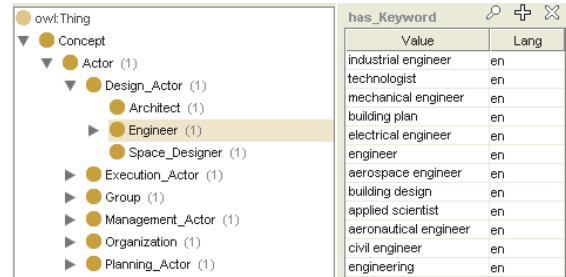 owl:Thing
Concept
Actor (1)
Design_Actor (1)
Architect (1)
Engineer (1)
Space_Designer (1)
Execution_Actor (1)
Group (1)
Management_Actor (1)
Organization (1)
Planning_Actor (1)
has_Keyword
Value Lang
industrial engineer en
technologist en
mechanical engineer en
building plan en
electrical engineer en
engineer en
aerospace engineer en
building design en
applied scientist en
aeronautical engineer en
civil engineer en
engineering en